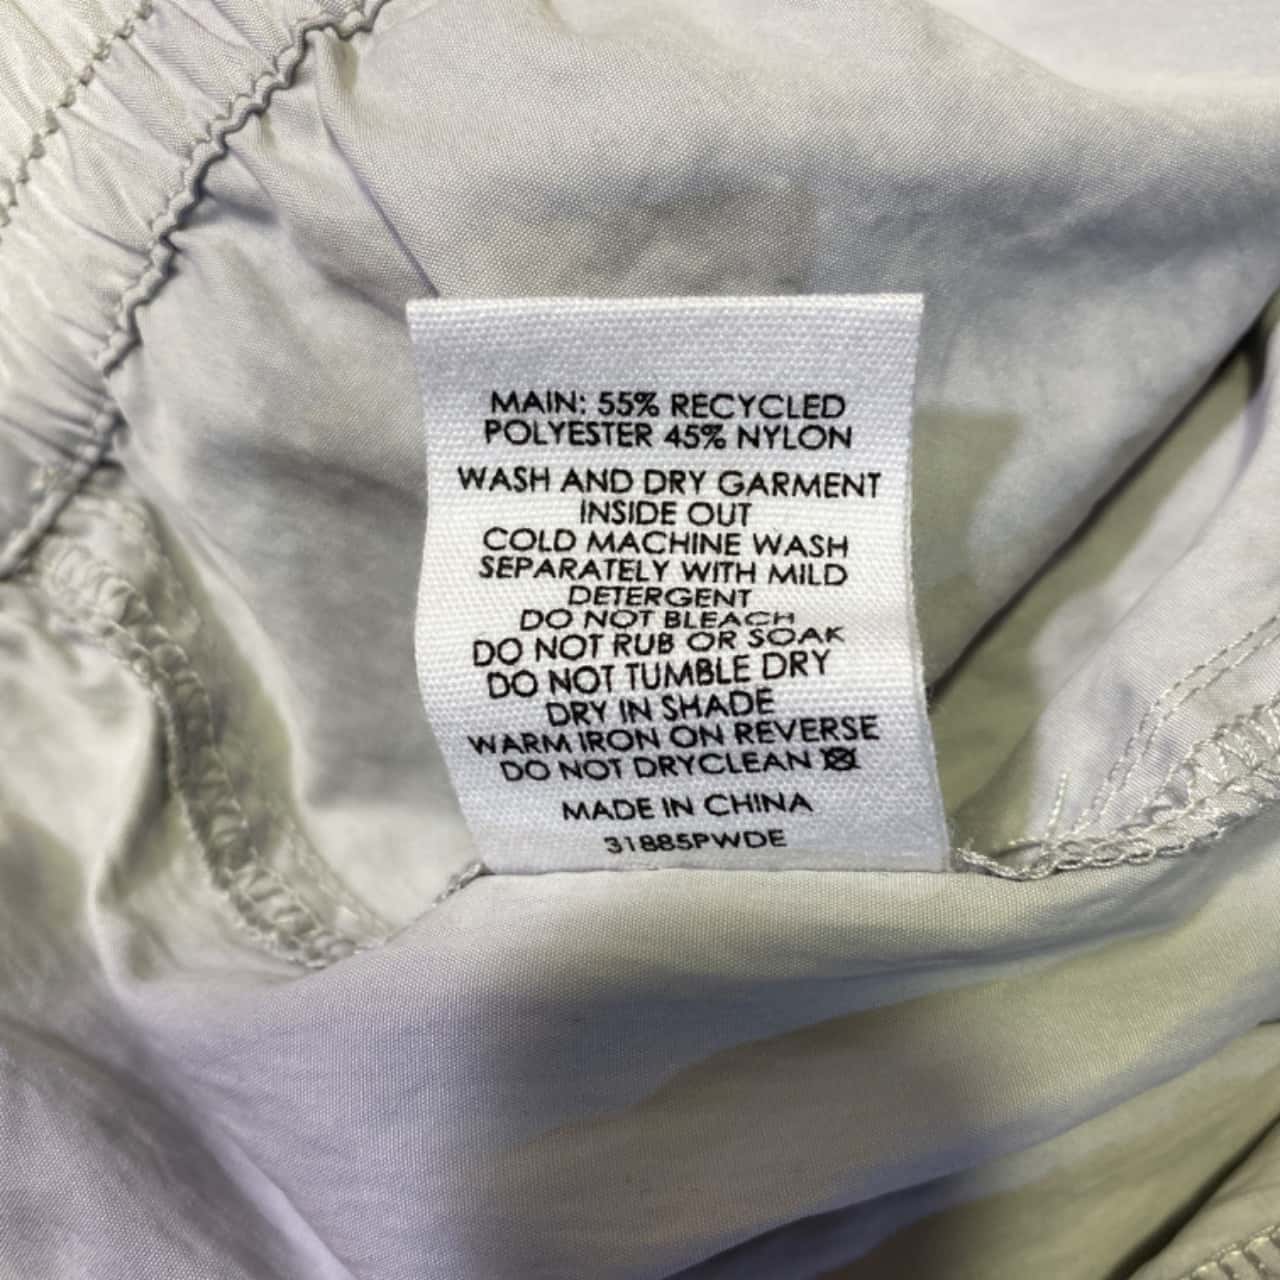 MAIN: 55% RECYCLED
POLYESTER 45% NYLON
WASH AND DRY GARMENT
INSIDE OUT
COLD MACHINE WASH
SEPARATELY WITH MILD
DETERGENT
DO NOT BLEACH
DO NOT RUB OR SOAK
DO NOT TUMBLE DRY
DRY IN SHADE
WARM IRON ON REVERSE
DO NOT DRYCLEAN
MADE IN CHINA
31885PWDE